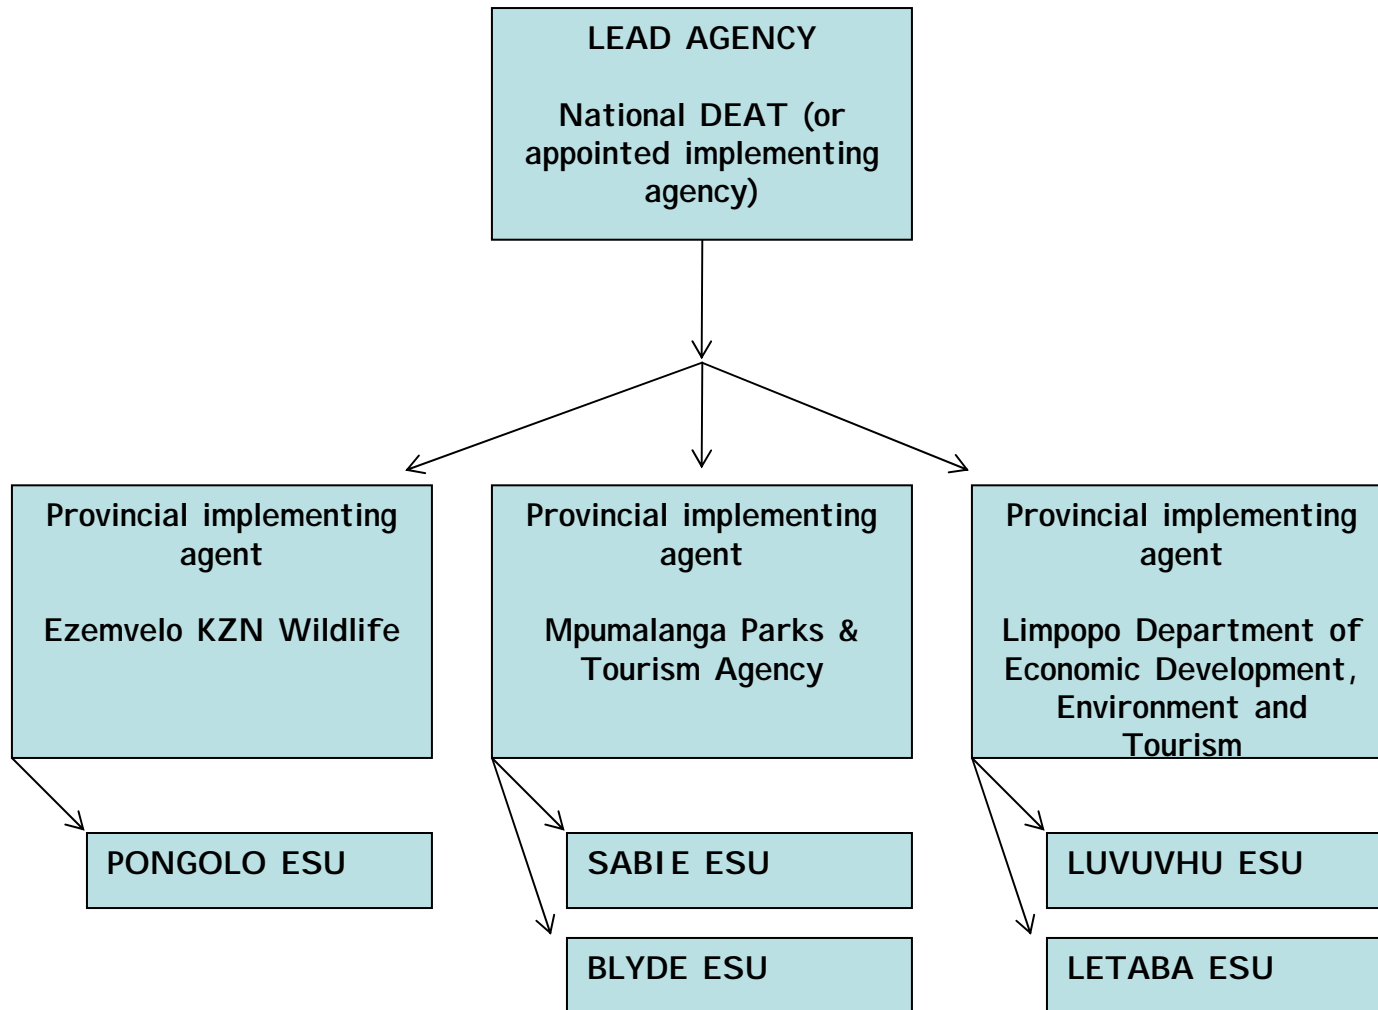 LEAD AGENCY
National DEAT (or
appointed implementing
agency)
Provincial implementing
agent
Ezemvelo KZN Wildlife
Provincial implementing
agent
Mpumalanga Parks &
Tourism Agency
Provincial implementing
agent
Limpopo Department of
Economic Development,
Environment and
Tourism
PONGOLO ESU
SABIE ESU
LUVUVHU ESU
BLYDE ESU
LETABA ESU